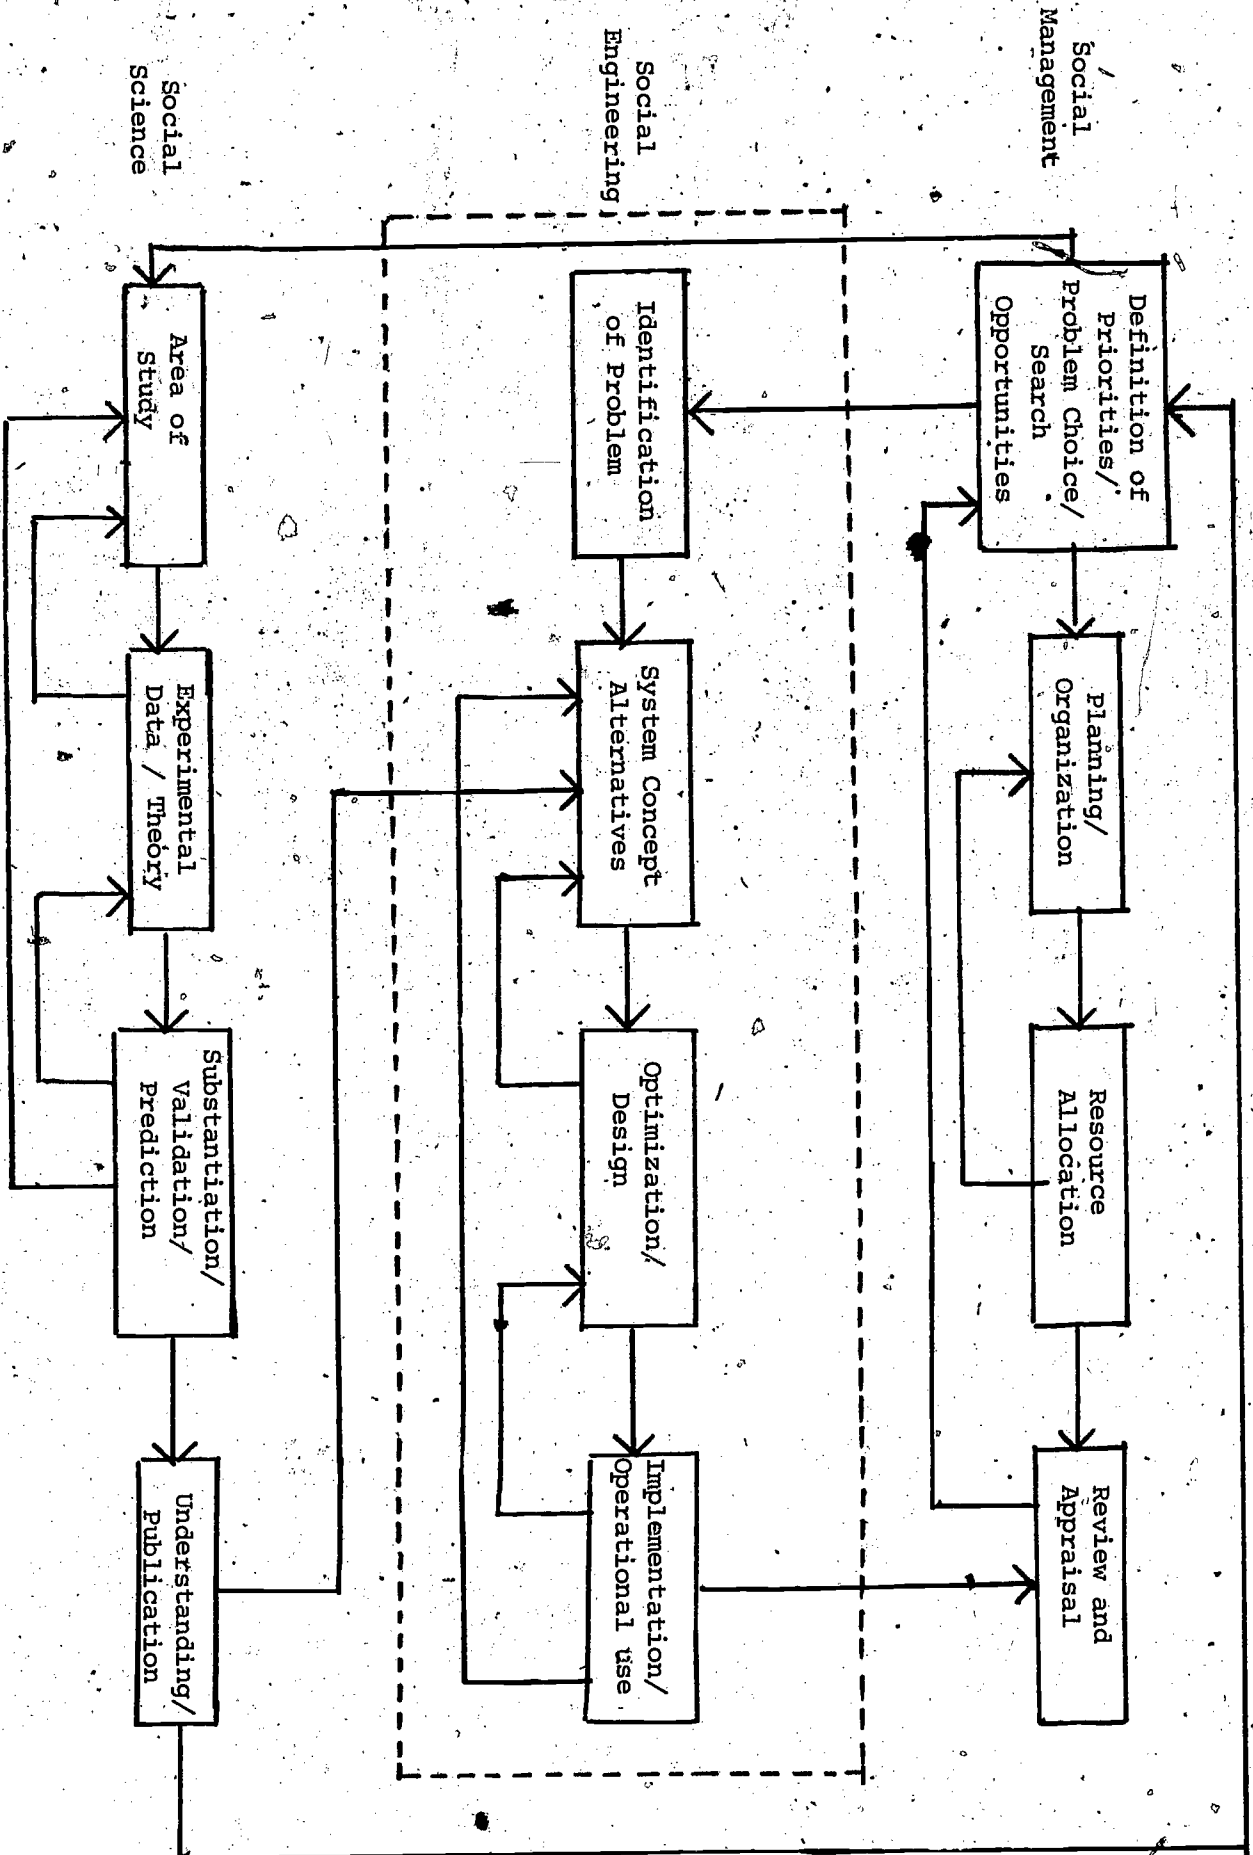 Social
Management
Definition of
Priorities/
Problem Choice/
Search
Opportunities
Planning/
Organization
Resource
Allocation
Review and
Appraisal
Social
Engineering
Identification
of Problem
System Concept
Alternatives
Optimization/
Design
Implementation/
Operational use
Social
Science
Area of
Study
Experimental
Data / Theory
Substantiation/
Validation/
Prediction
Understanding/
Publication